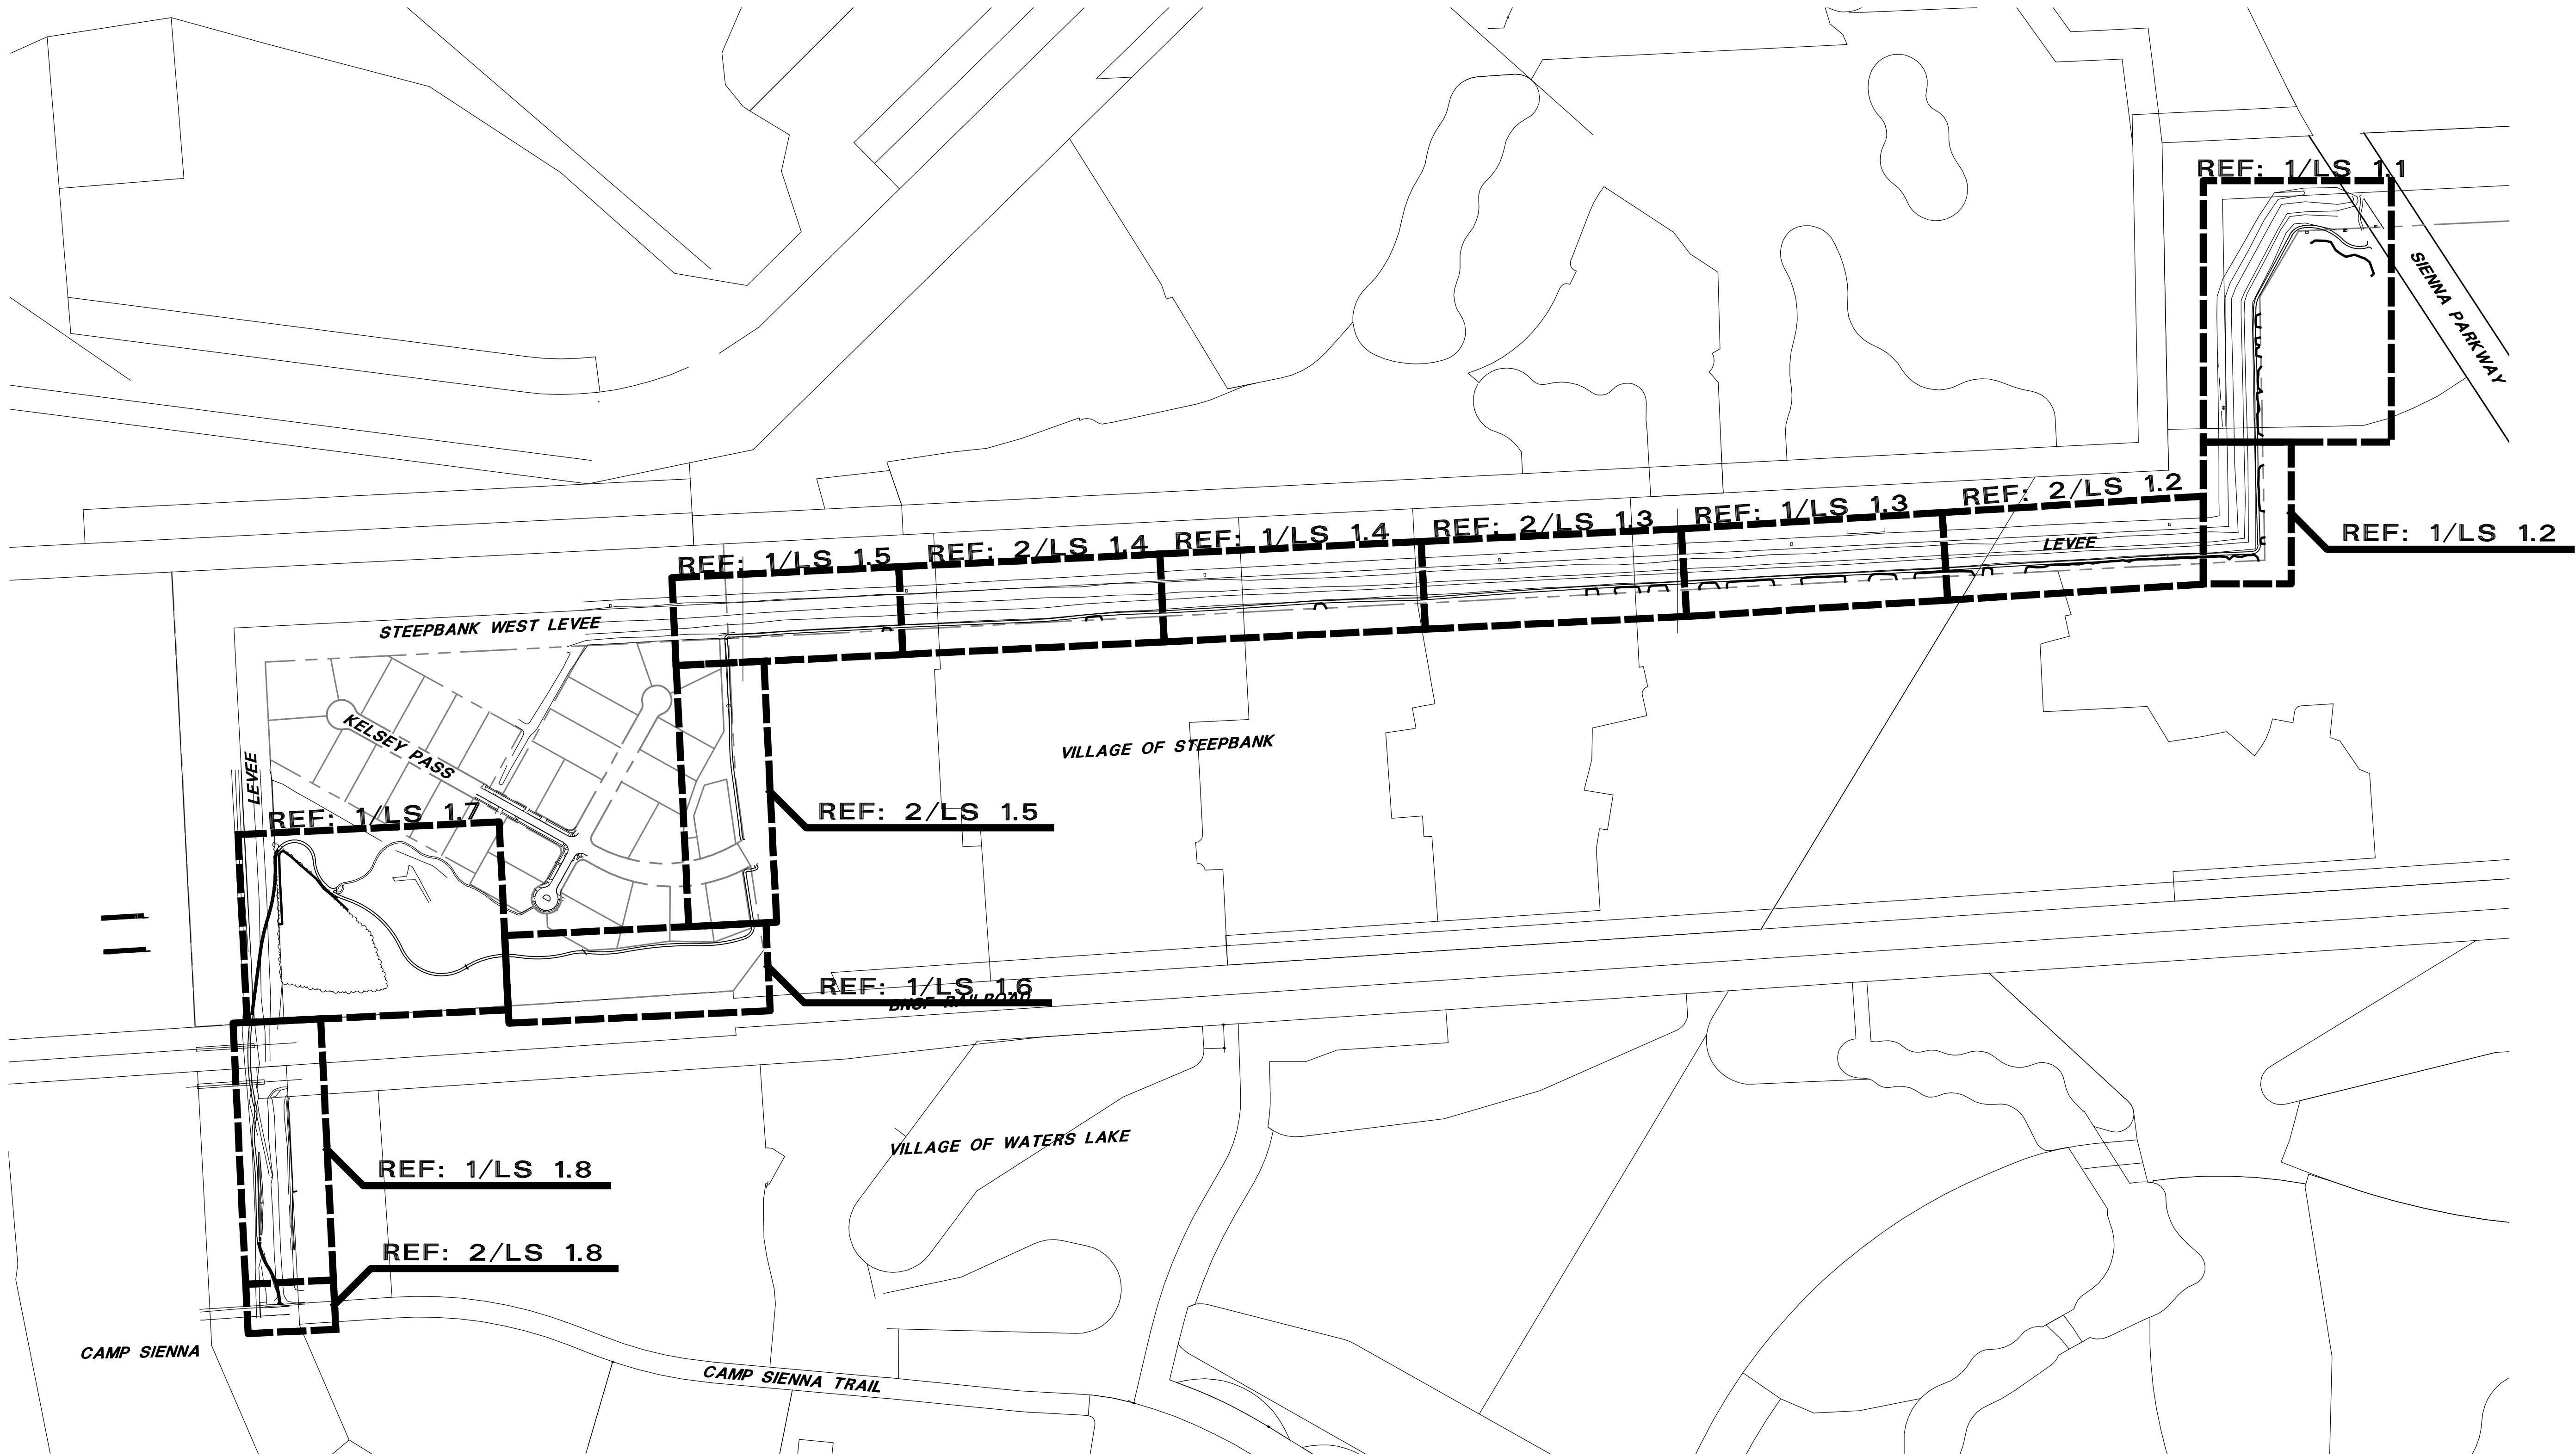 REF: 1/LS 1.1
SIENNA PARKWAY
REF: 2/LS 1.2
REF: 1/LS 1.3
REF: 2/LS 1.3
REF: 1/LS 1.4
REF: 2/LS 1.4
REF: 1/LS 1.5
REF: 1/LS 1.2
LEVEE
STEEPBANK WEST LEVEE
KELSEY PASS
VILLAGE OF STEEPBANK
LEVEE
REF: 1/LS 1.7
REF: 2/LS 1.5
REF: 1/LS 1.6
BNSF RAILROAD
VILLAGE OF WATERS LAKE
REF: 1/LS 1.8
REF: 2/LS 1.8
CAMP SIENNA
CAMP SIENNA TRAIL